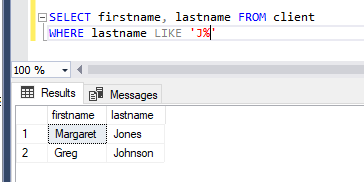 SELECT firstname, lastname FROM client
WHERE lastname LIKE 'J%'
100 %
Results Messages
firstname lastname
1 Margaret Jones
2 Greg Johnson